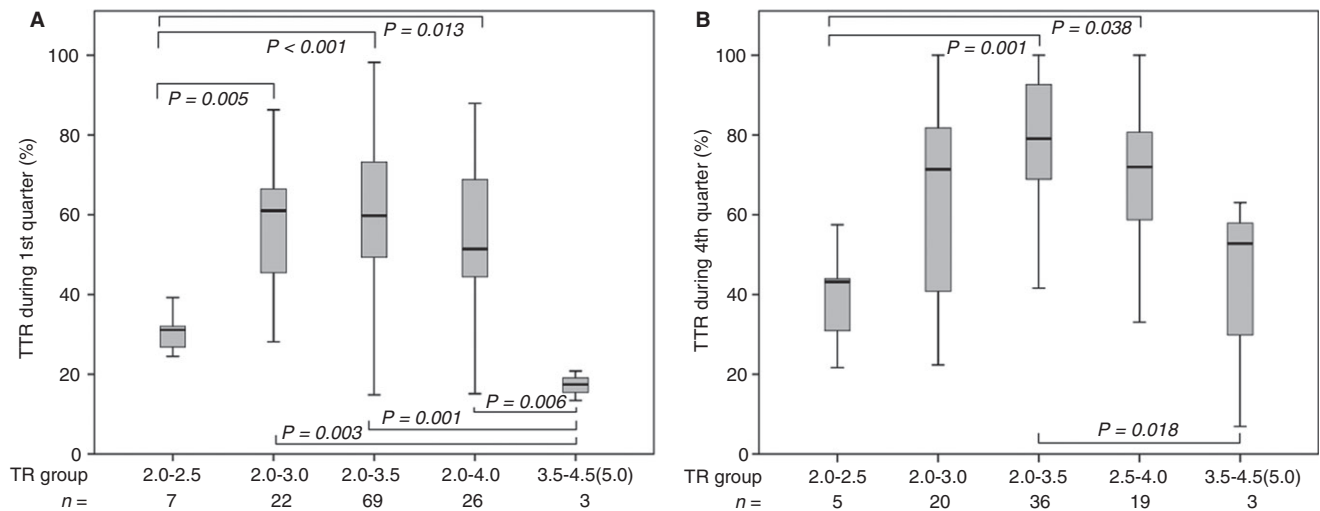 A
P = 0.013
P < 0.001
P = 0.005
100
80
60
40
20
0
TTR during 1st quarter (%)
P = 0.006
P = 0.001
P = 0.003
TR group 2.0-2.5 2.0-3.0 2.0-3.5 2.0-4.0 3.5-4.5(5.0)
n = 7 22 69 26 3
B
P = 0.038
P = 0.001
100
80
60
40
20
0
TTR during 4th quarter (%)
P = 0.018
TR group 2.0-2.5 2.0-3.0 2.0-3.5 2.5-4.0 3.5-4.5(5.0)
n = 5 20 36 19 3